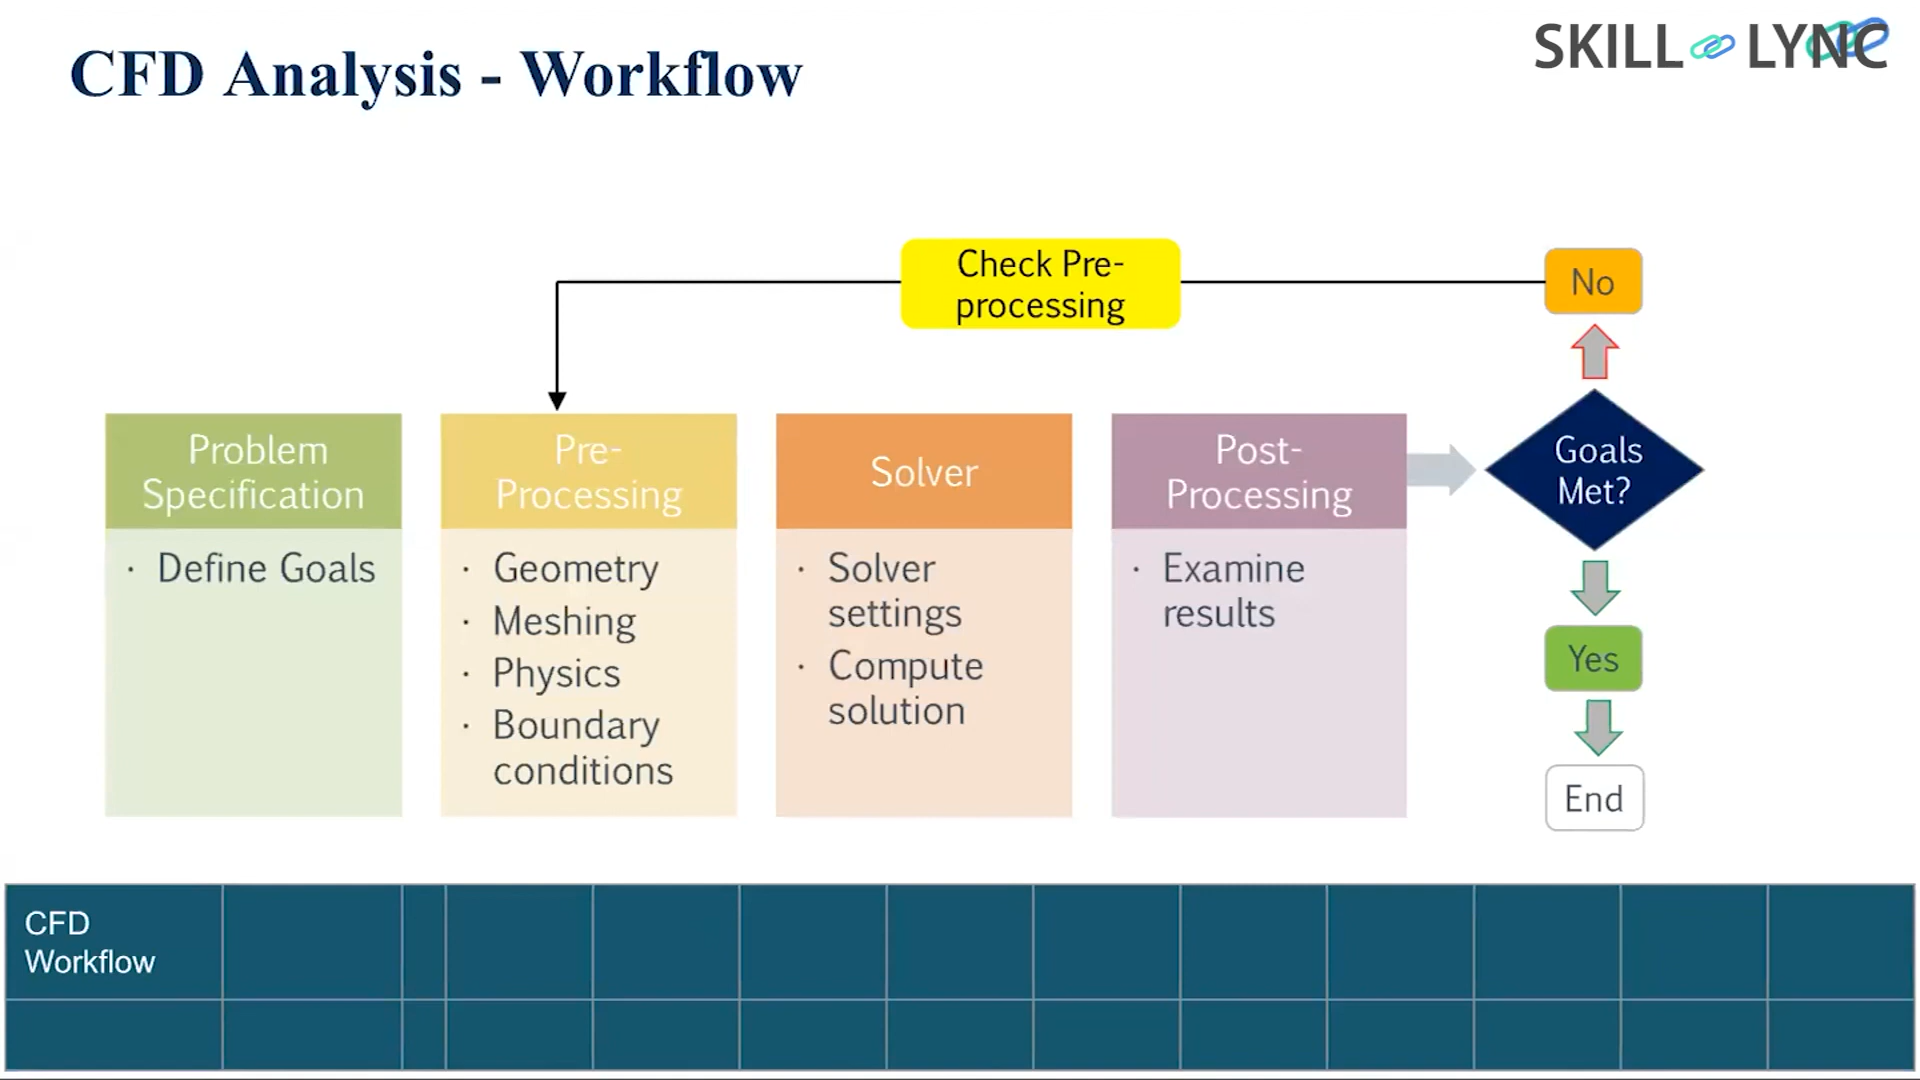 CFD Analysis - Workflow
SKILL LYNC
Check Pre-
processing
No
Problem
Specification
· Define Goals
Pre-
Processing
· Geometry
· Meshing
· Physics
· Boundary
conditions
Solver
· Solver
settings
· Compute
solution
Post-
Processing
· Examine
results
Goals
Met?
Yes
End
CFD
Workflow